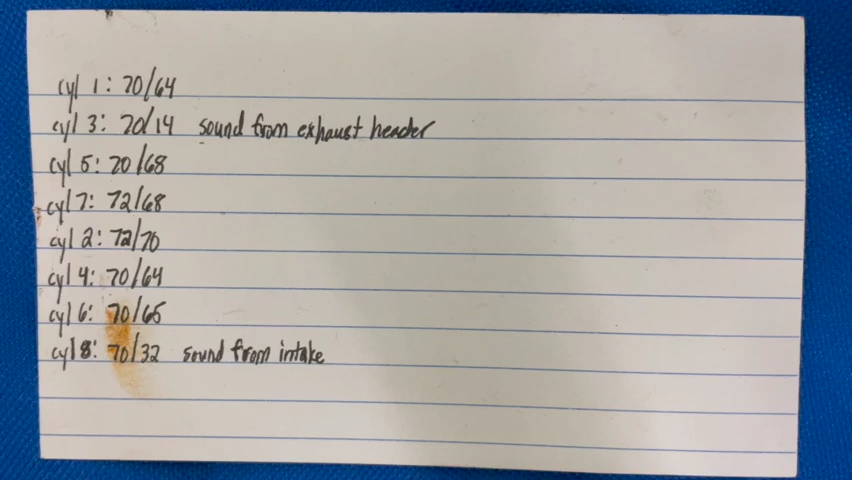 cyl 1: 70/64
cyl 3: 70/14 sound from exhaust header
cyl 5: 70/68
cyl 7: 72/68
cyl 2: 72/70
cyl 4: 70/64
cyl 6: 70/65
cyl 8: 70/32 sound from intake